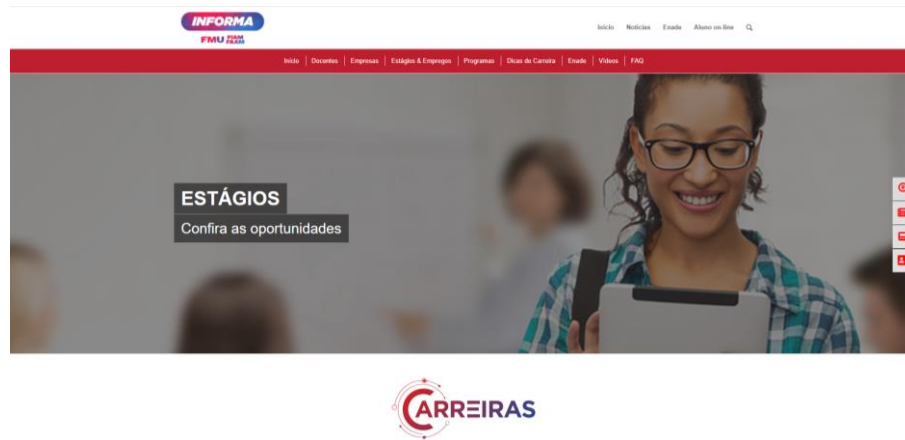 INFORMA
FMU FIAM FAAM
Início Notícias Enade Aluno on-line
Início | Docentes | Empresas | Estágios & Empregos | Programas | Dicas de Carreira | Enade | Vídeos | FAQ
ESTÁGIOS
Confira as oportunidades
CARREIRAS